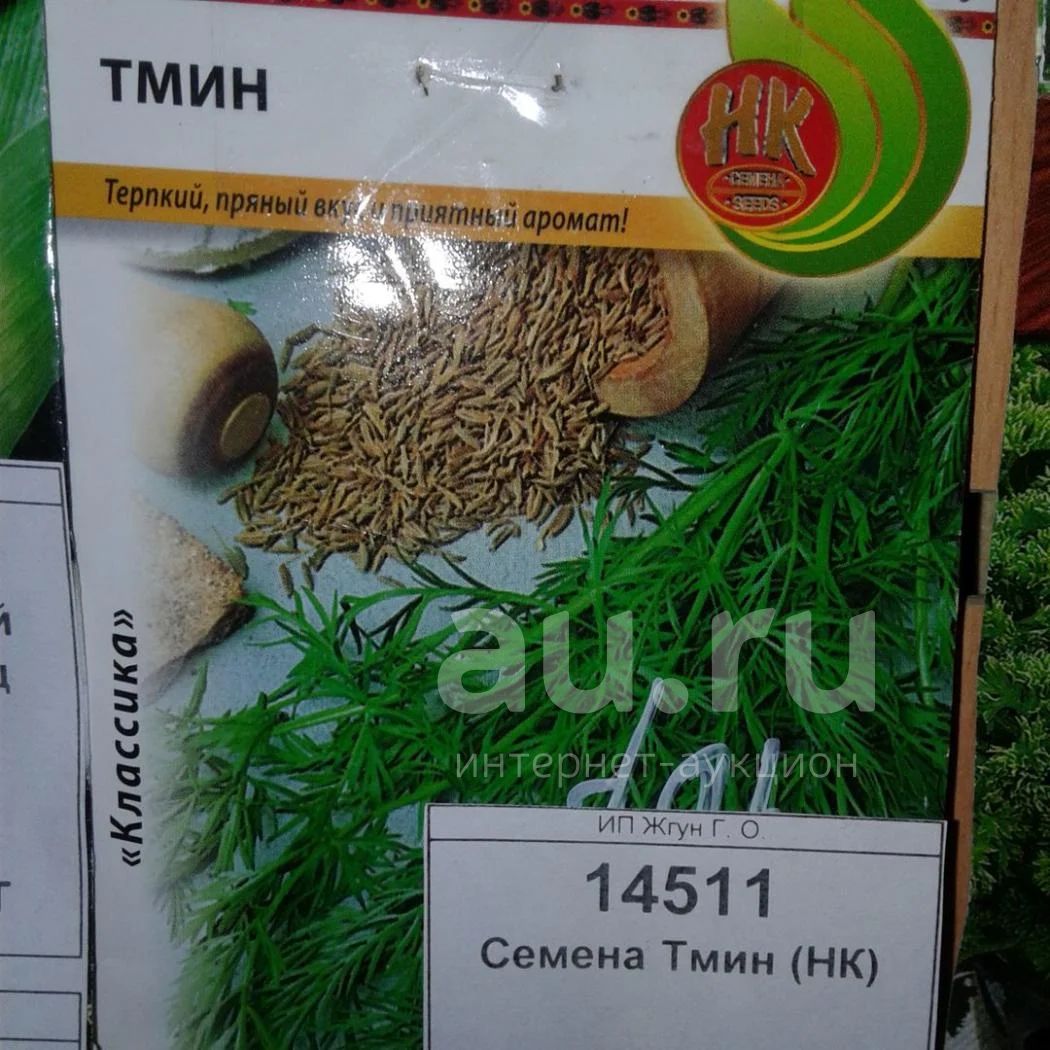 ТМИН
НК
СЕМЕНА
SEEDS
Терпкий, пряный вкус и приятный аромат!
«Классика»
au.ru
интернет-аукцион
ИП Жгун Г. О.
14511
Семена Тмин (НК)